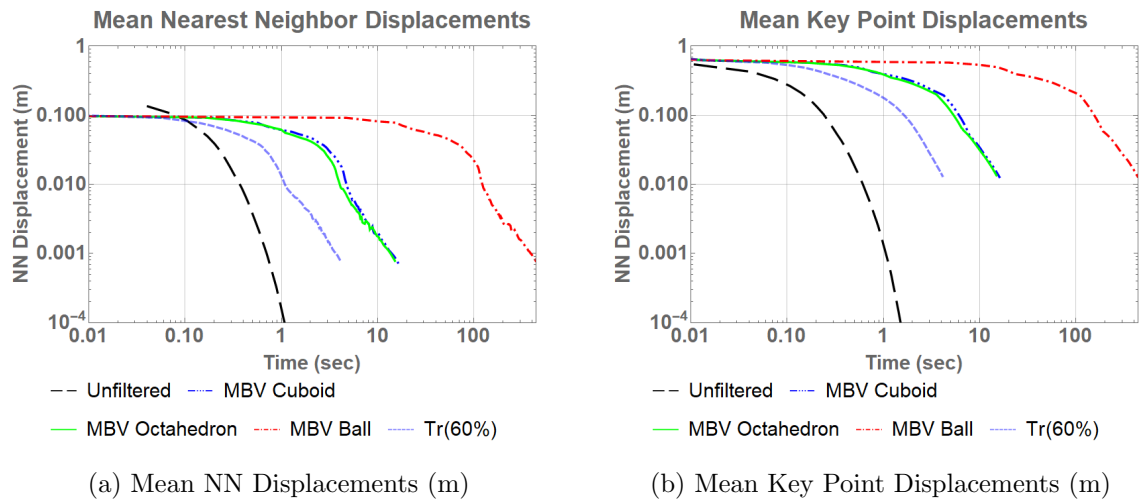 Mean Nearest Neighbor Displacements
NN Displacement (m)
1
0.100
0.010
0.001
10⁻⁴
0.01 0.10 1 10 100
Time (sec)
Unfiltered MBV Cuboid
MBV Octahedron MBV Ball Tr(60%)
(a) Mean NN Displacements (m)
Mean Key Point Displacements
NN Displacement (m)
1
0.100
0.010
0.001
10⁻⁴
0.01 0.10 1 10 100
Time (sec)
Unfiltered MBV Cuboid
MBV Octahedron MBV Ball Tr(60%)
(b) Mean Key Point Displacements (m)